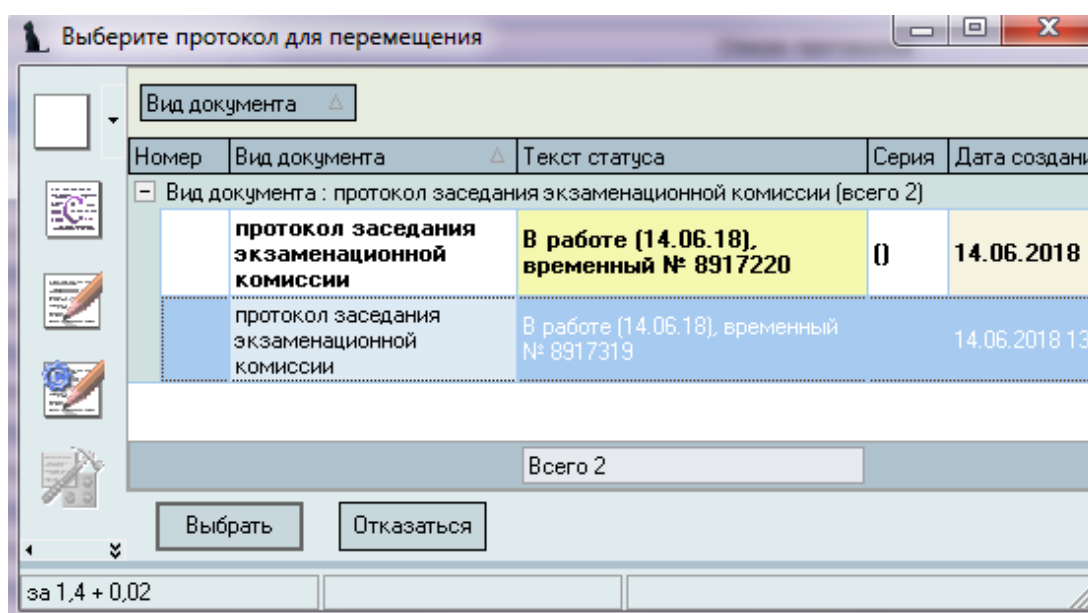 Выберите протокол для перемещения
Вид документа
Номер Вид документа Текст статуса Серия Дата создани
Вид документа : протокол заседания экзаменационной комиссии (всего 2)
протокол заседания
экзаменационной
комиссии
В работе (14.06.18),
временный № 8917220
()
14.06.2018
протокол заседания
экзаменационной
комиссии
В работе (14.06.18), временный
№ 8917319
14.06.2018 13
Всего 2
Выбрать Отказаться
за 1,4 + 0,02